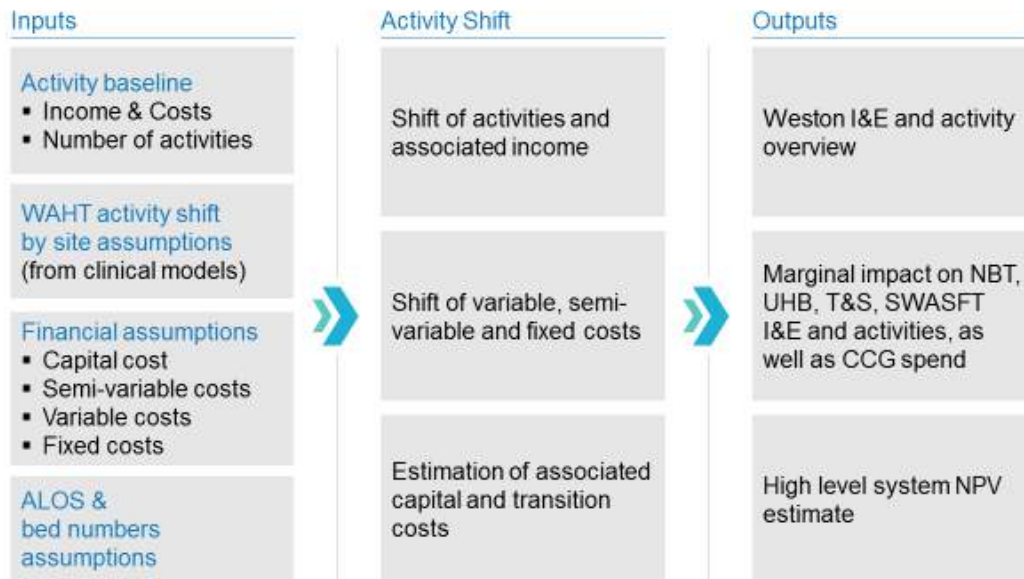 Inputs
Activity baseline
▪ Income & Costs
▪ Number of activities
WAHT activity shift
by site assumptions
(from clinical models)
Financial assumptions
▪ Capital cost
▪ Semi-variable costs
▪ Variable costs
▪ Fixed costs
ALOS &
bed numbers
assumptions
Activity Shift
Shift of activities and
associated income
Shift of variable, semi-
variable and fixed costs
Estimation of associated
capital and transition
costs
Outputs
Weston I&E and activity
overview
Marginal impact on NBT,
UHB, T&S, SWASFT
I&E and activities, as
well as CCG spend
High level system NPV
estimate